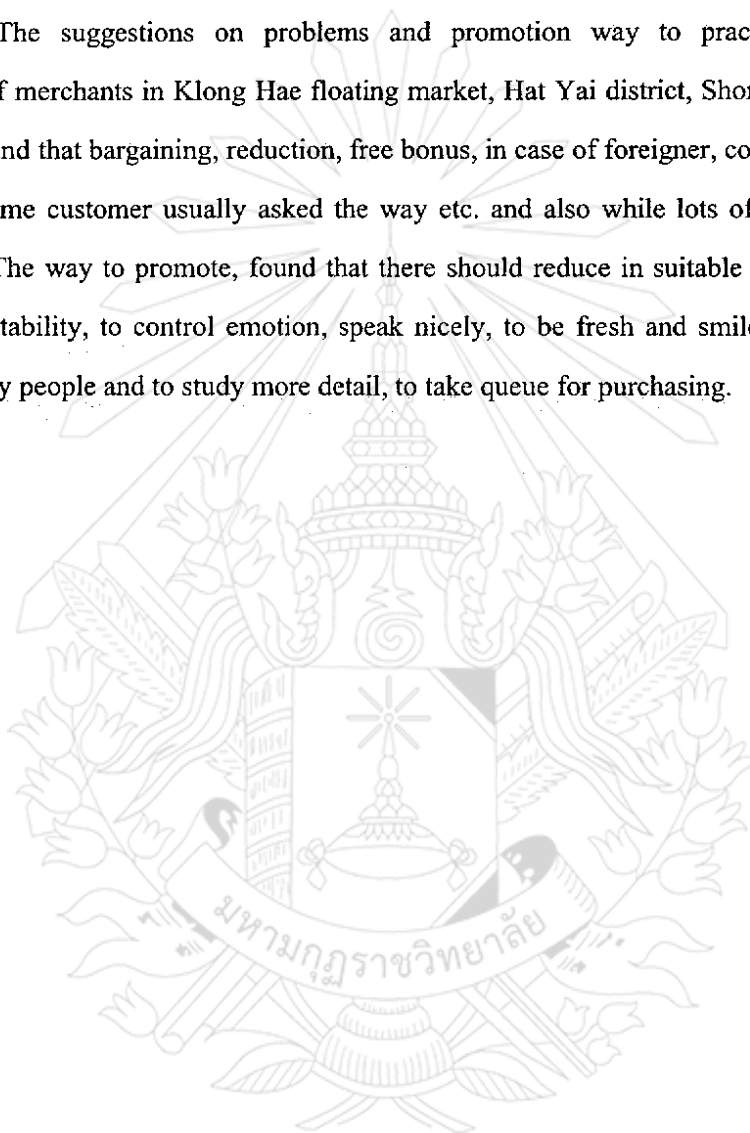 The suggestions on problems and promotion way to prac
f merchants in Klong Hae floating market, Hat Yai district, Shor
nd that bargaining, reduction, free bonus, in case of foreigner, co
me customer usually asked the way etc. and also while lots of
The way to promote, found that there should reduce in suitable
tability, to control emotion, speak nicely, to be fresh and smil
y people and to study more detail, to take queue for purchasing.
มหามกุฏราชวิทยาลัย